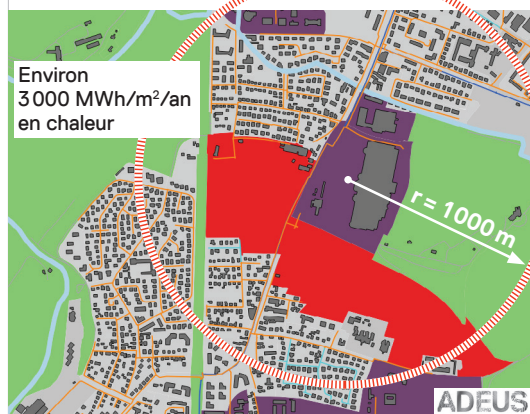 Environ
3 000 MWh/m²/an
en chaleur
r = 1000 m
ADEUS